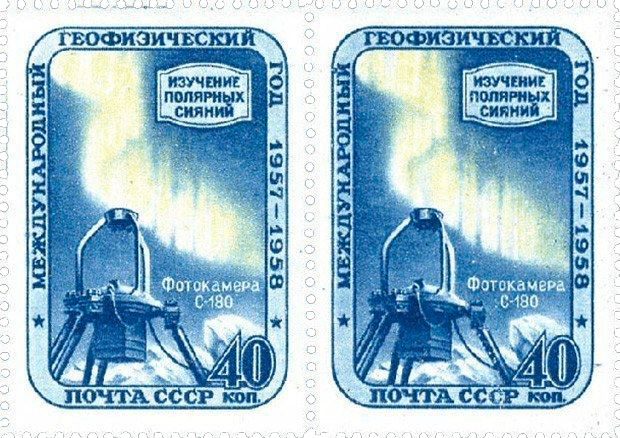 МЕЖДУНАРОДНЫЙ ГЕОФИЗИЧЕСКИЙ ГОД 1957–1958
ИЗУЧЕНИЕ
ПОЛЯРНЫХ
СИЯНИЙ
Фотокамера
С-180
40
ПОЧТА СССР коп.
МЕЖДУНАРОДНЫЙ ГЕОФИЗИЧЕСКИЙ ГОД 1957–1958
ИЗУЧЕНИЕ
ПОЛЯРНЫХ
СИЯНИЙ
Фотокамера
С-180
40
ПОЧТА СССР коп.